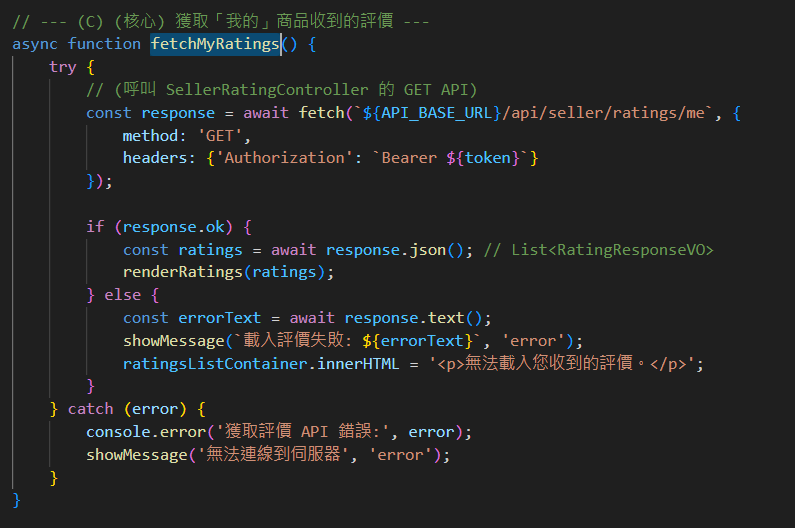 // --- (C) (核心) 獲取「我的」商品收到的評價 ---
async function fetchMyRatings() {
    try {
        // (呼叫 SellerRatingController 的 GET API)
        const response = await fetch(`${API_BASE_URL}/api/seller/ratings/me`, {
            method: 'GET',
            headers: {'Authorization': `Bearer ${token}`}
        });

        if (response.ok) {
            const ratings = await response.json(); // List<RatingResponseVO>
            renderRatings(ratings);
        } else {
            const errorText = await response.text();
            showMessage(`載入評價失敗: ${errorText}`, 'error');
            ratingsListContainer.innerHTML = '<p>無法載入您收到的評價。</p>';
        }
    } catch (error) {
        console.error('獲取評價 API 錯誤:', error);
        showMessage('無法連線到伺服器', 'error');
    }
}